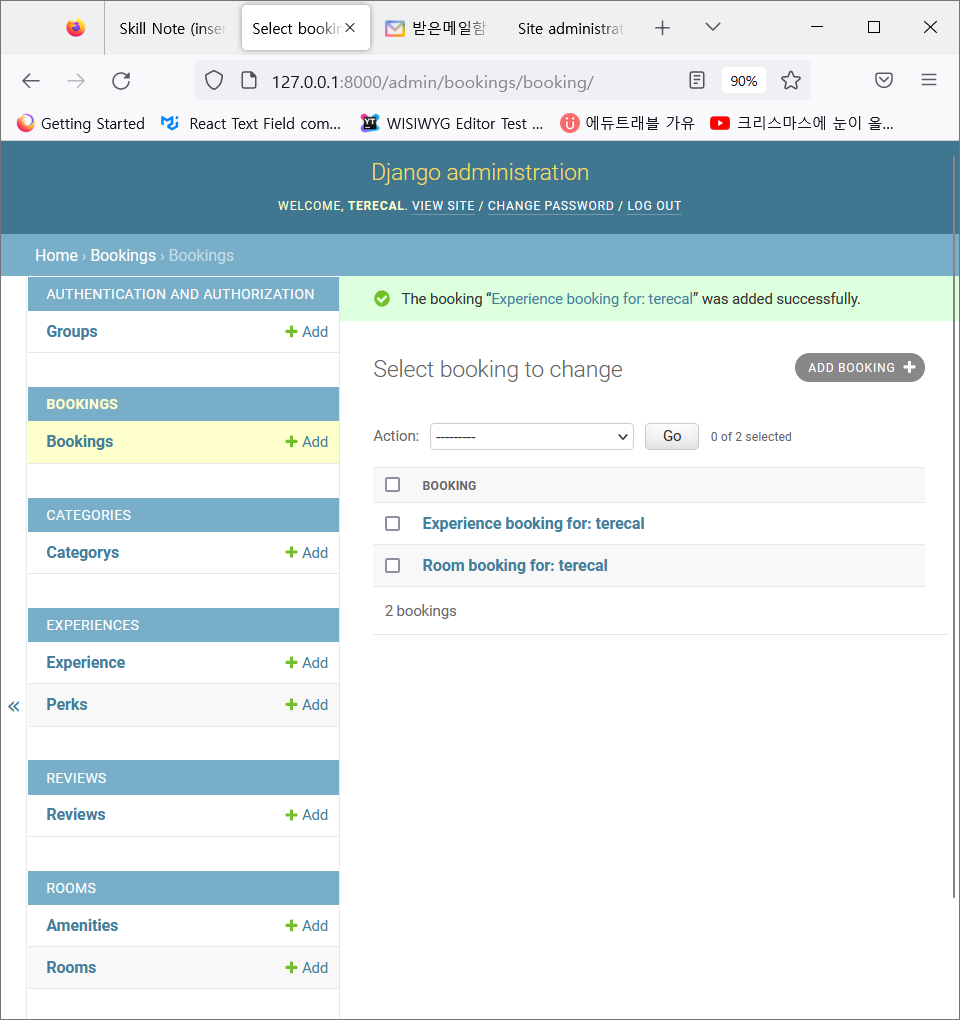 Skill Note (inser
Select bookin
받은메일함
Site administrat
127.0.0.1:8000/admin/bookings/booking/
90%
Getting Started
React Text Field com...
YT
WISIWYG Editor Test ...
에듀트래블 가유
크리스마스에 눈이 올...
Django administration
WELCOME, TERECAL. VIEW SITE / CHANGE PASSWORD / LOG OUT
Home › Bookings › Bookings
AUTHENTICATION AND AUTHORIZATION
Groups + Add
BOOKINGS
Bookings + Add
CATEGORIES
Categorys + Add
EXPERIENCES
Experience + Add
Perks + Add
REVIEWS
Reviews + Add
ROOMS
Amenities + Add
Rooms + Add
«
The booking “Experience booking for: terecal” was added successfully.
Select booking to change
ADD BOOKING +
Action: --------- Go 0 of 2 selected
BOOKING
Experience booking for: terecal
Room booking for: terecal
2 bookings